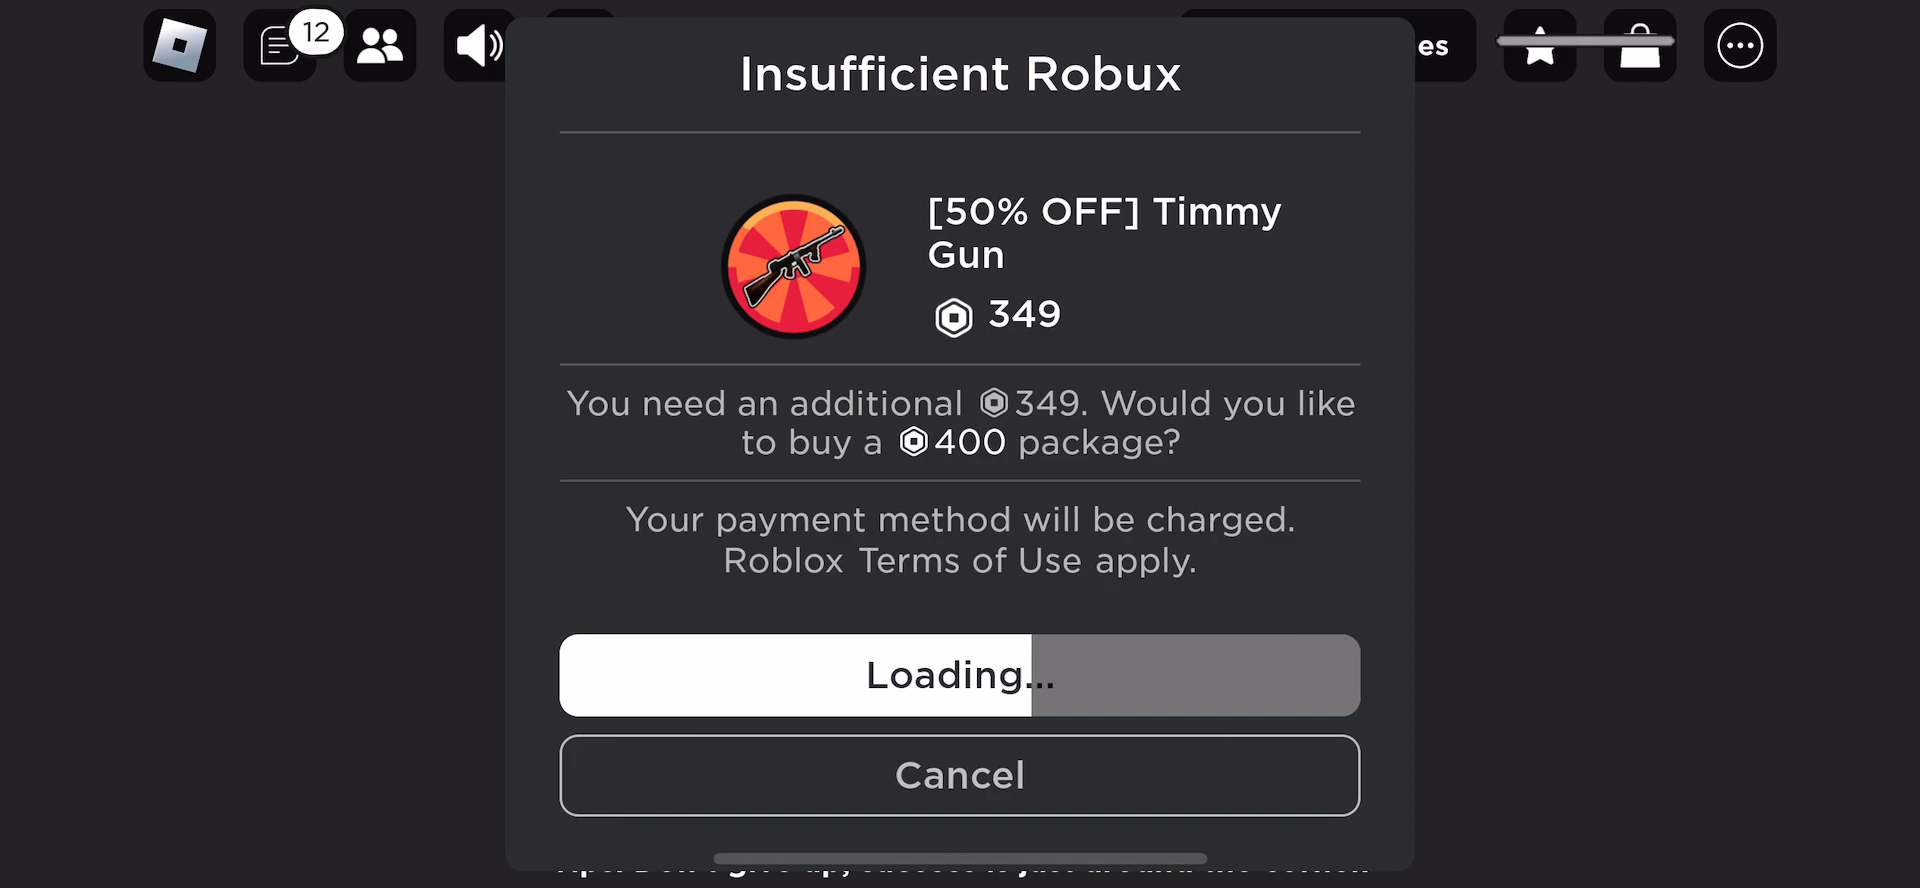 12
es
Insufficient Robux
[50% OFF] Timmy
Gun
349
You need an additional 349. Would you like
to buy a 400 package?
Your payment method will be charged.
Roblox Terms of Use apply.
Loading...
Cancel